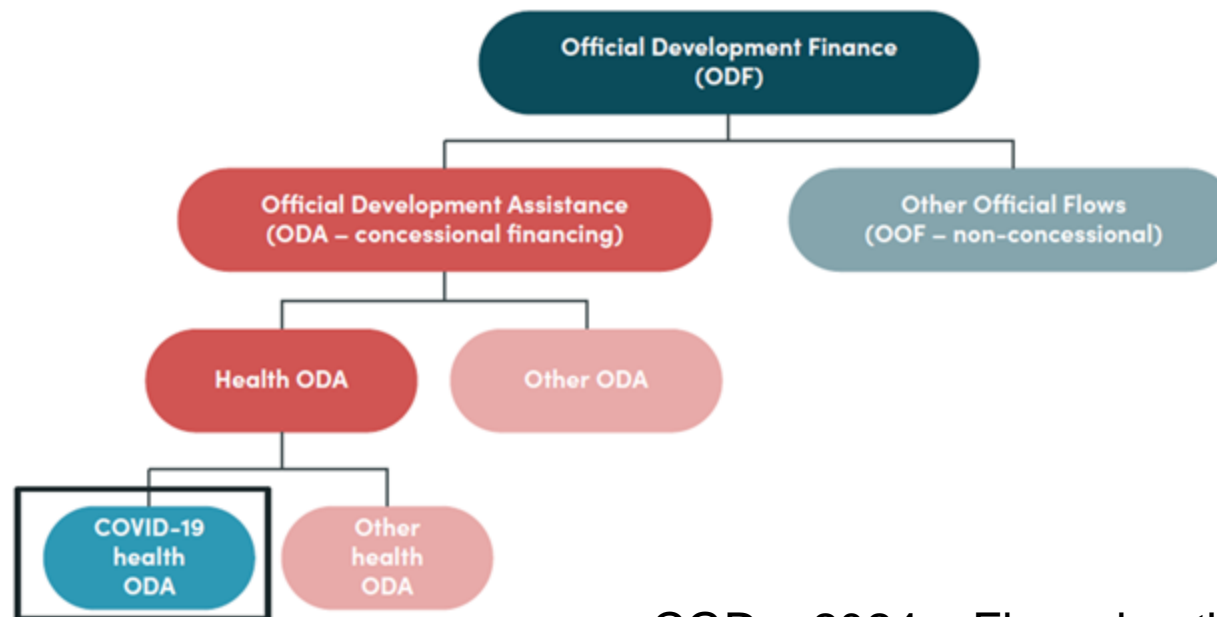 Official Development Finance
(ODF)
Official Development Assistance
(ODA – concessional financing)
Other Official Flows
(OOF – non-concessional)
Health ODA
Other ODA
COVID-19
health
ODA
Other
health
ODA
2021